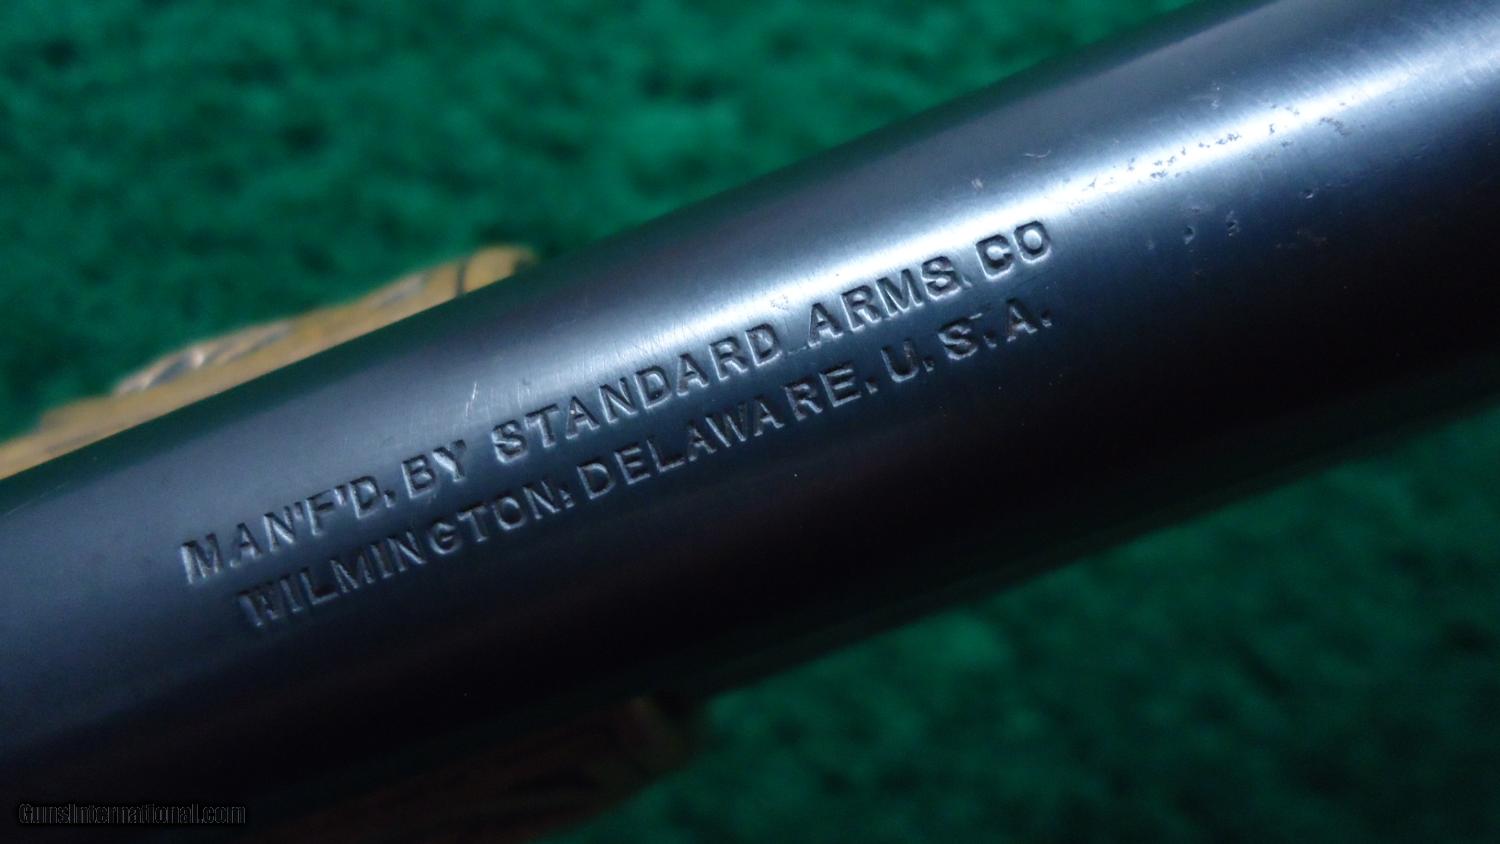 MAN'F'D. BY STANDARD ARMS. CO
WILMINGTON, DELAWARE. U.S.A.
GunsInternational.com